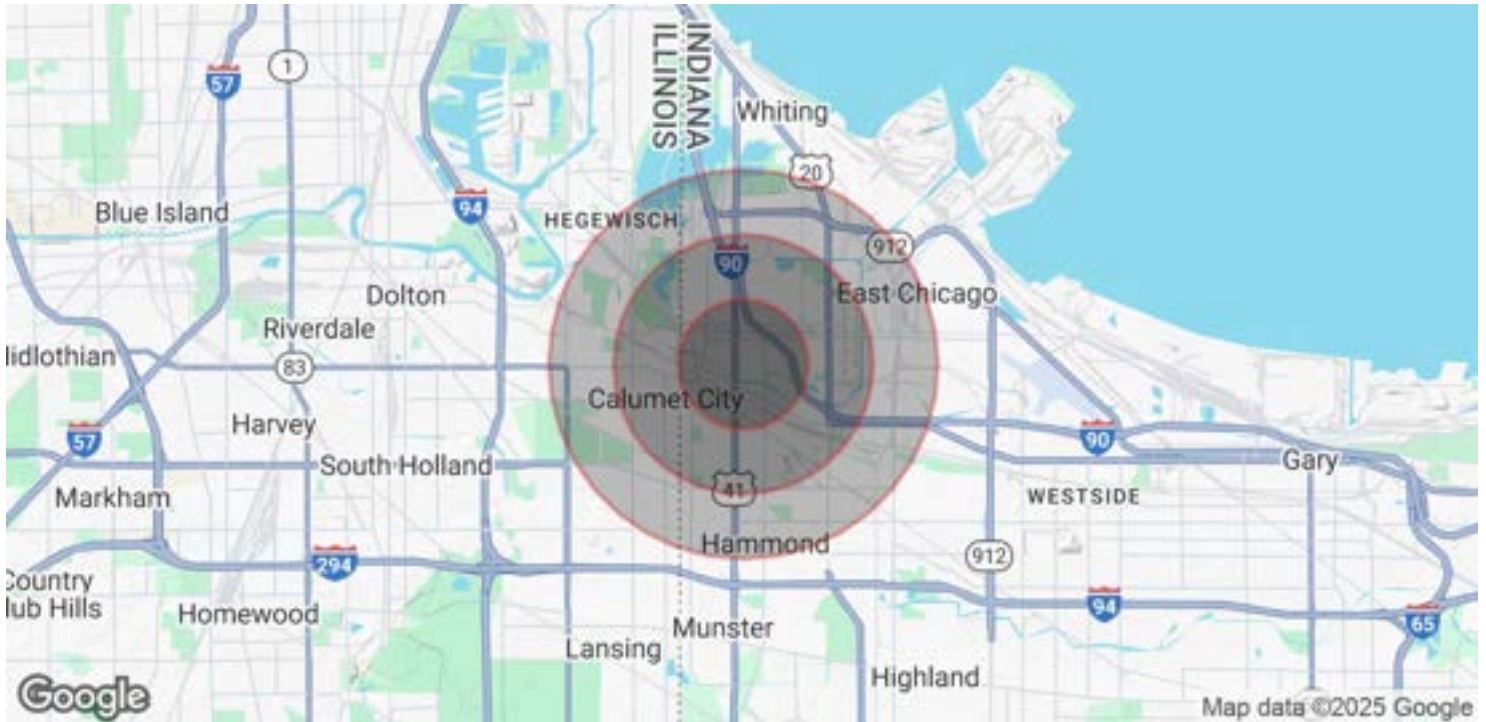 INDIANA
ILLINOIS
57
1
Whiting
20
Blue Island
94
HEGEWISCH
912
90
Dolton
East Chicago
Riverdale
Midlothian
83
Calumet City
Harvey
57
90
South Holland
Gary
41
Markham
WESTSIDE
Hammond
912
294
Country
lub Hills
Homewood
94
65
Munster
Lansing
Highland
Google
Map data ©2025 Google